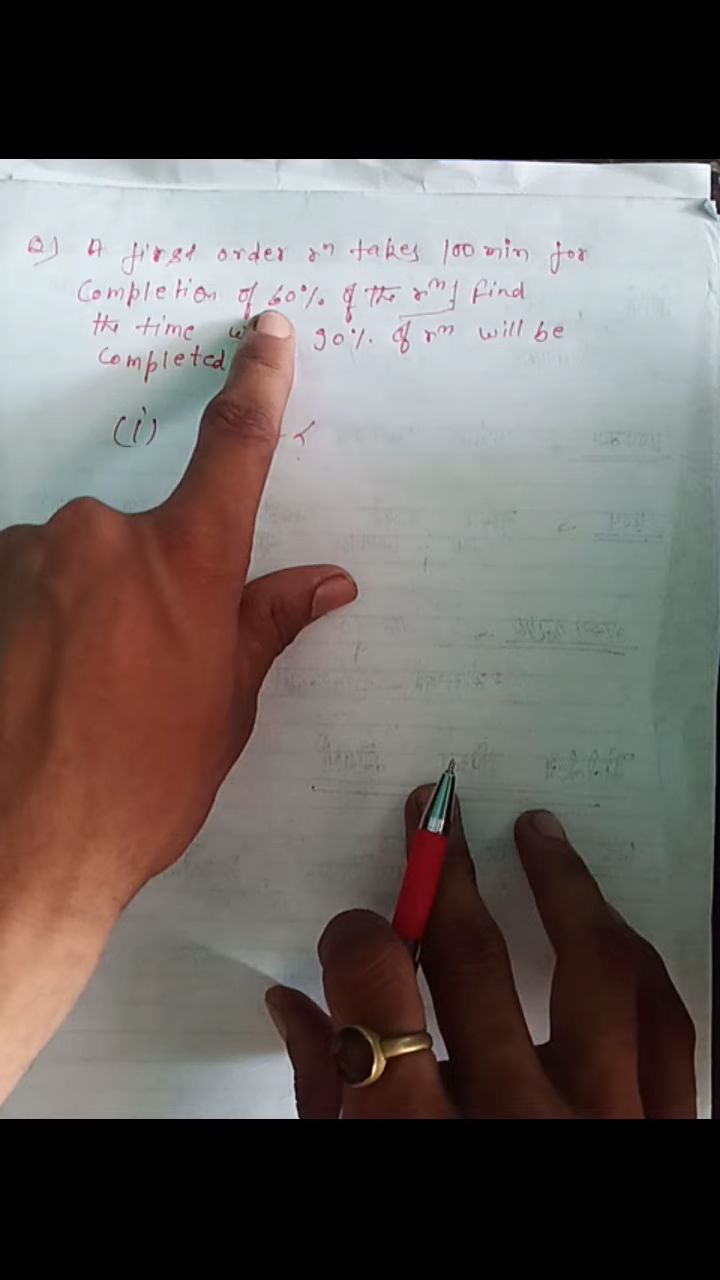 Q) A first order rⁿ takes 100 min for
Completion of 60% of the rⁿ, find
the time 90% of rⁿ will be
completed
(i)